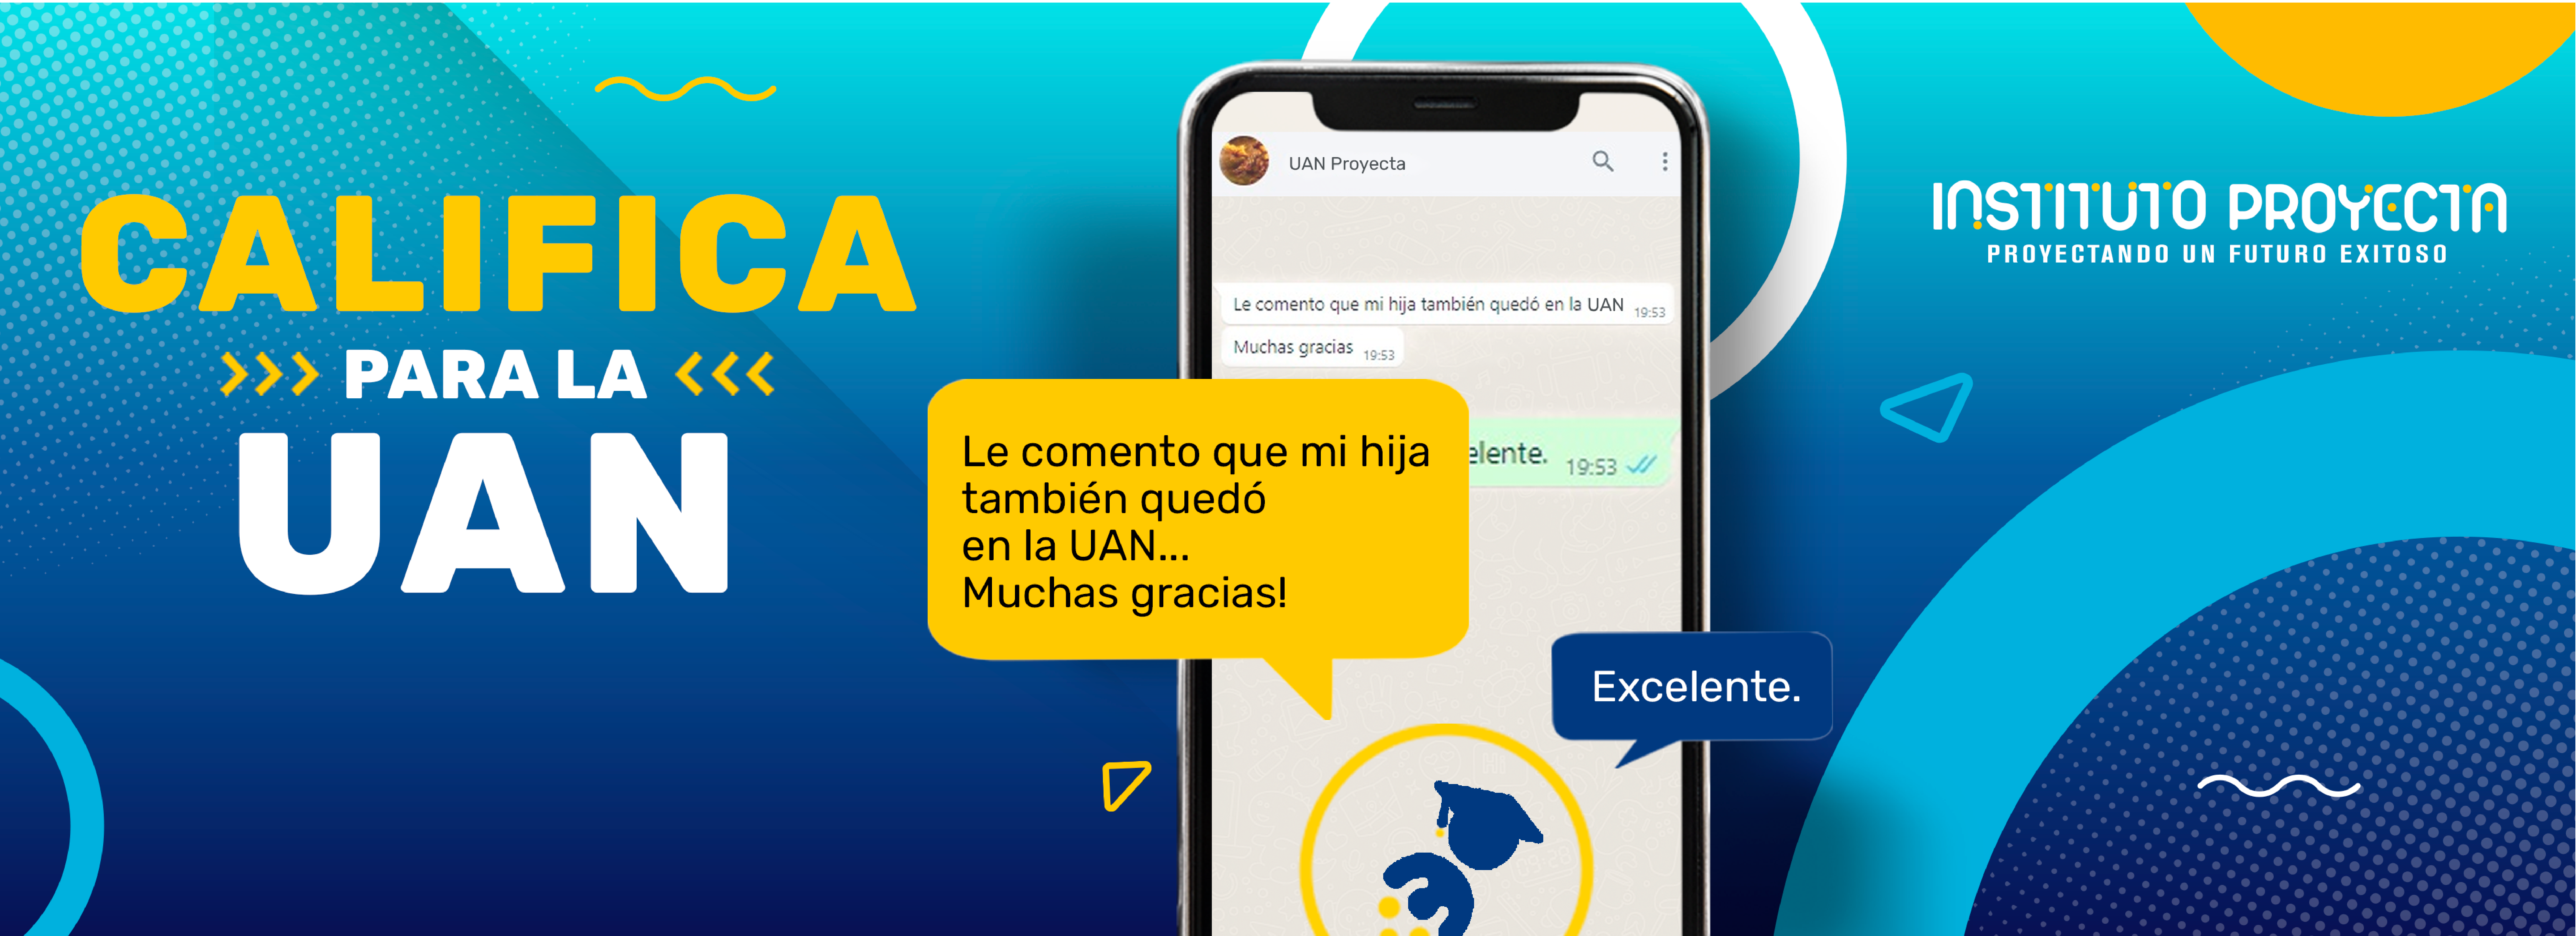 CALIFICA
PARA LA
UAN
UAN Proyecta
Le comento que mi hija también quedó en la UAN 19:53
Muchas gracias 19:53
elente. 19:53
Le comento que mi hija
también quedó
en la UAN...
Muchas gracias!
Excelente.
INSTITUTO PROYECTA
PROYECTANDO UN FUTURO EXITOSO